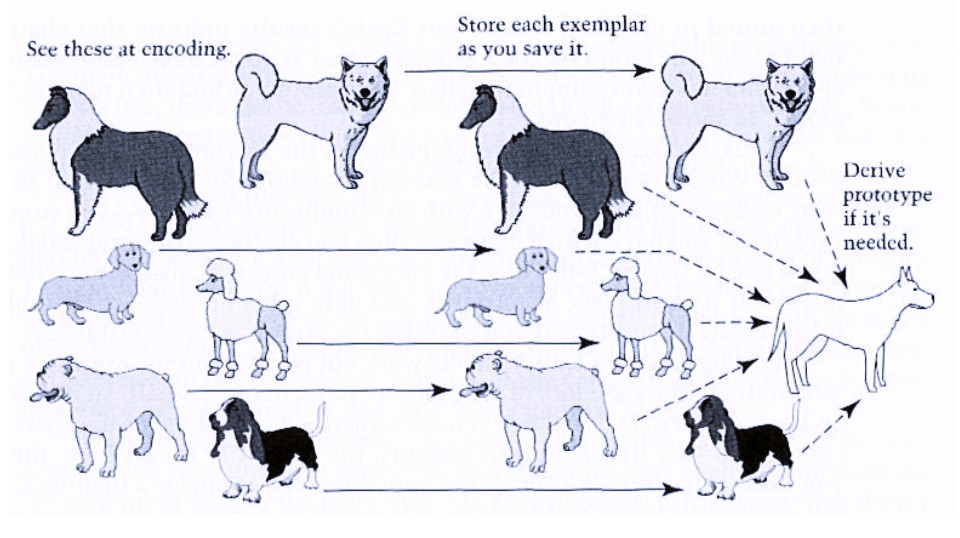 See these at encoding.
Store each exemplar
as you save it.
Derive
prototype
if it's
needed.